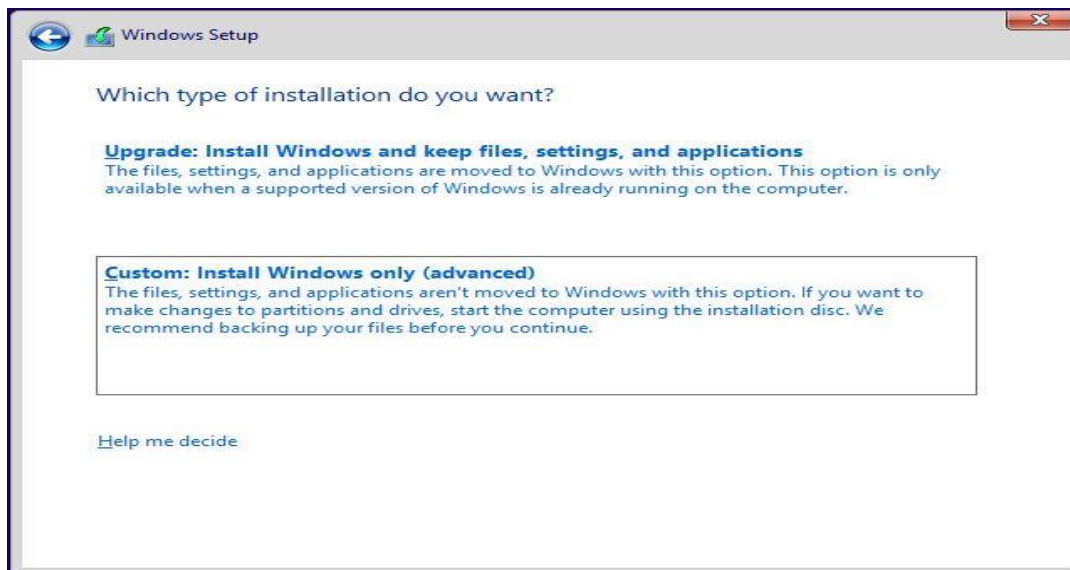 Windows Setup
Which type of installation do you want?
Upgrade: Install Windows and keep files, settings, and applications
The files, settings, and applications are moved to Windows with this option. This option is only
available when a supported version of Windows is already running on the computer.
Custom: Install Windows only (advanced)
The files, settings, and applications aren't moved to Windows with this option. If you want to
make changes to partitions and drives, start the computer using the installation disc. We
recommend backing up your files before you continue.
Help me decide